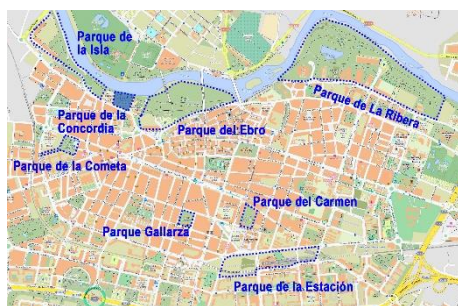 Parque de
la Isla
Parque de la
Concordia
Parque del Ebro
Parque de La Ribera
Parque de la Cometa
Parque del Carmen
Parque Gallarza
Parque de la Estación